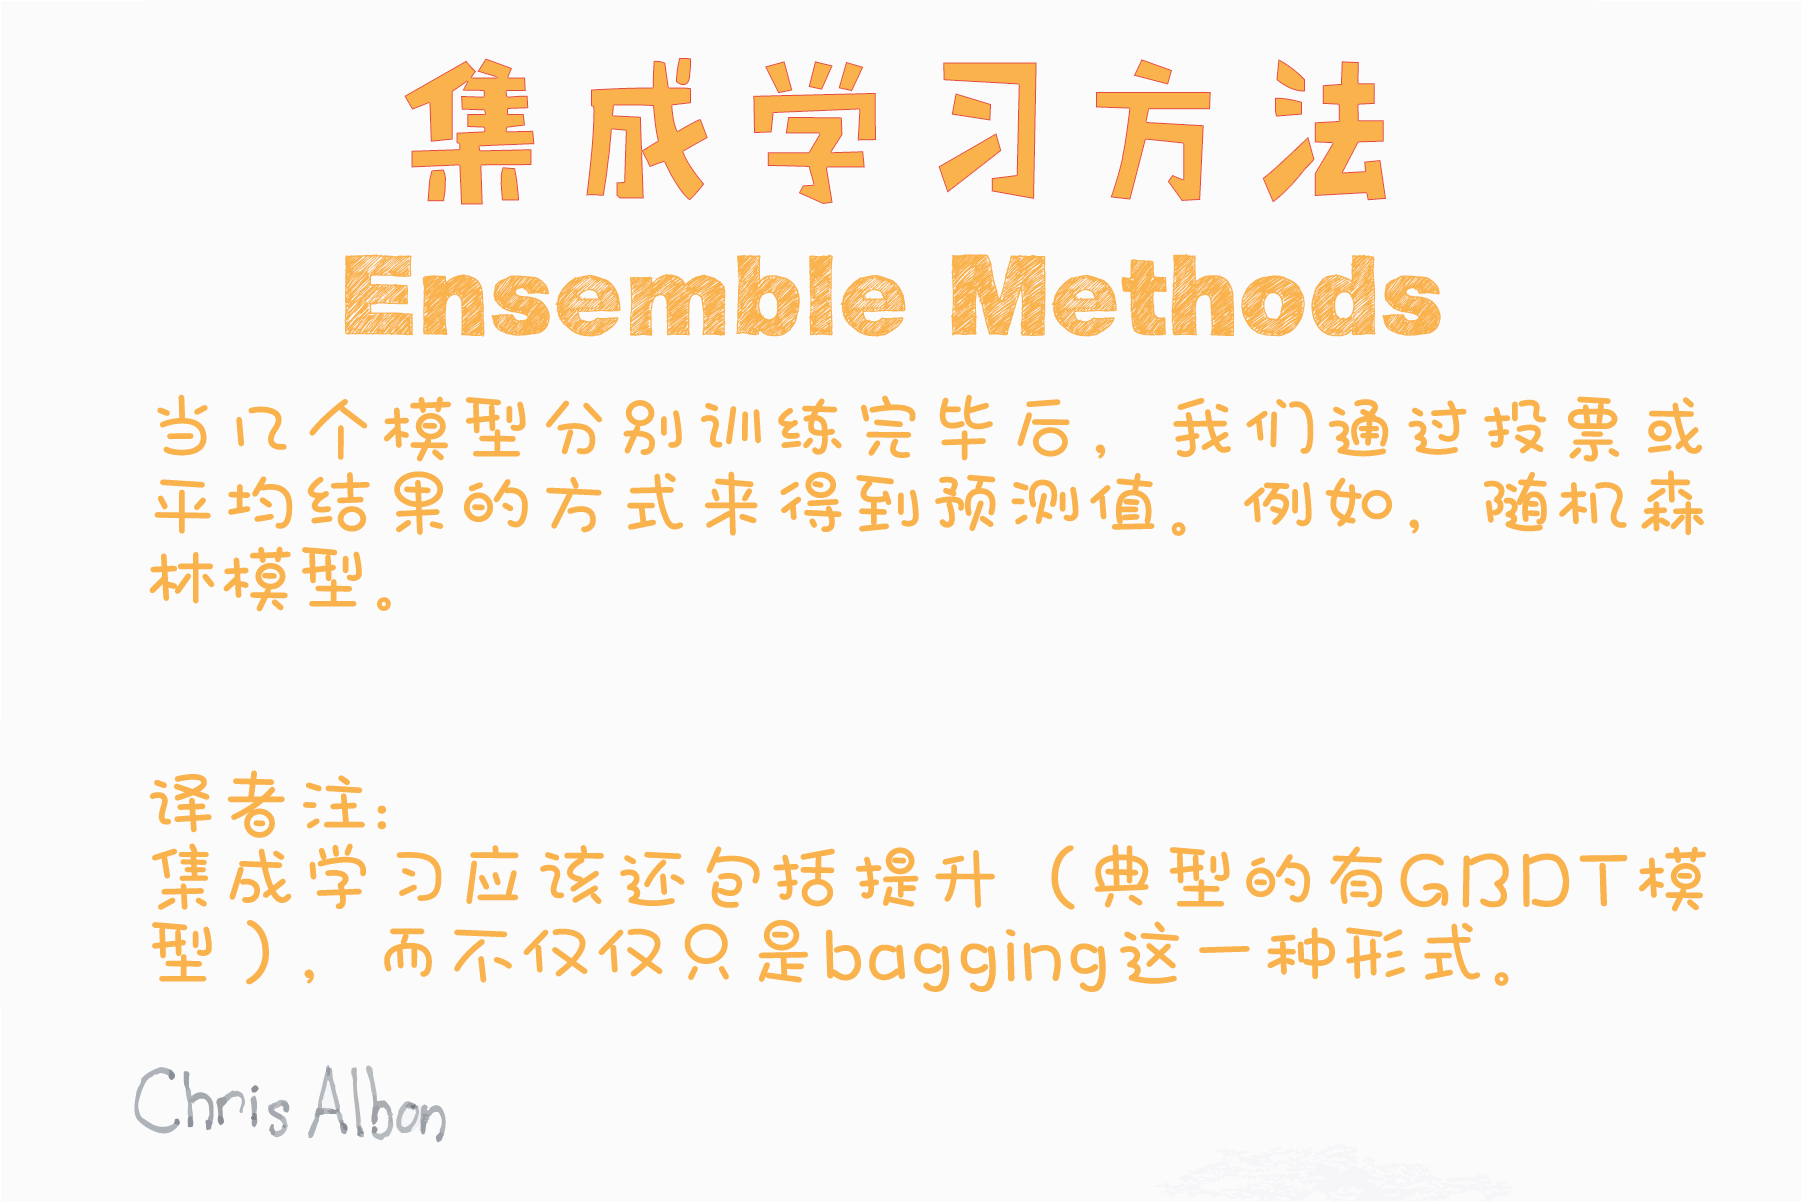 集成学习方法
Ensemble Methods
当几个模型分别训练完毕后，我们通过投票或
平均结果的方式来得到预测值。例如，随机森
林模型。
译者注:
集成学习应该还包括提升（典型的有GBDT模
型），而不仅仅只是bagging这一种形式。
Chris Albon